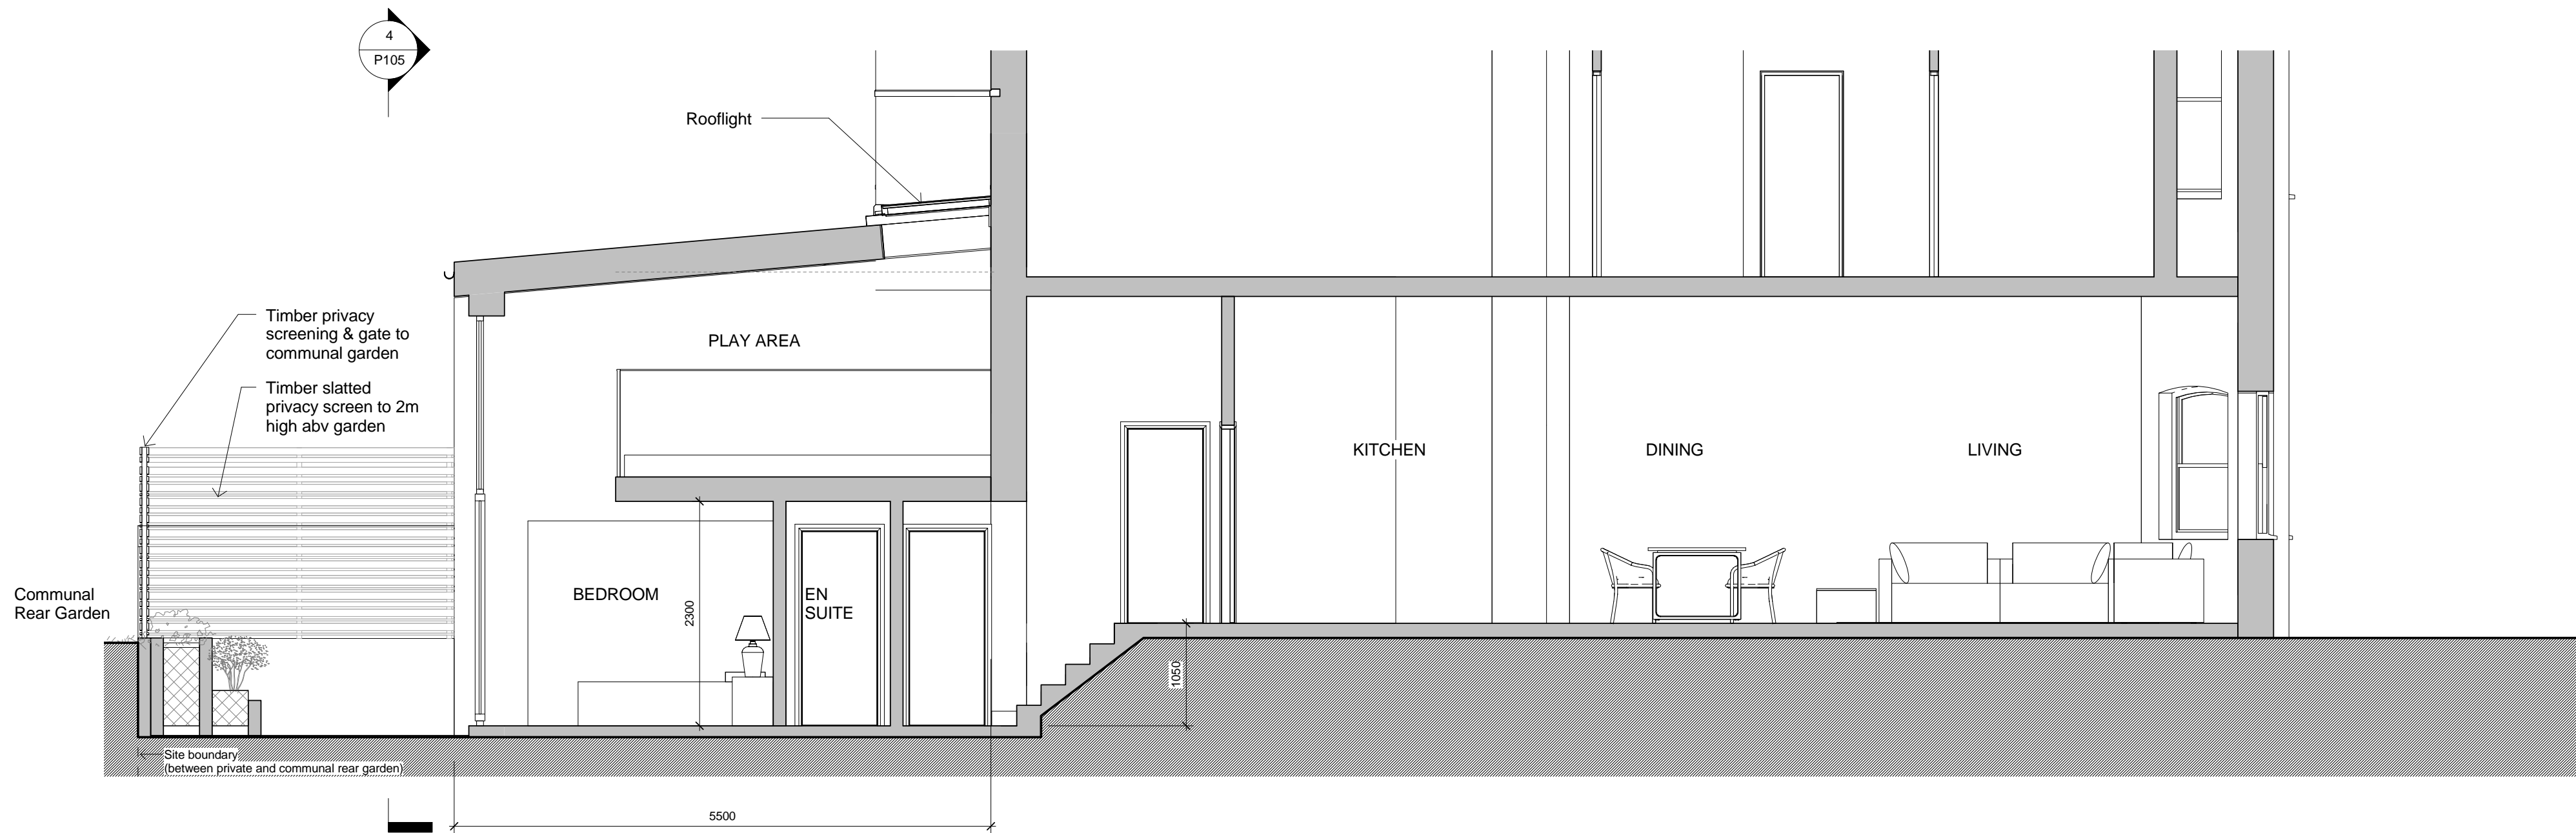 4
P105
Rooflight
Timber privacy
screening & gate to
communal garden
Timber slatted
privacy screen to 2m
high abv garden
PLAY AREA
KITCHEN
DINING
LIVING
Communal
Rear Garden
BEDROOM
2300
EN
SUITE
1050
Site boundary
(between private and communal rear garden)
5500